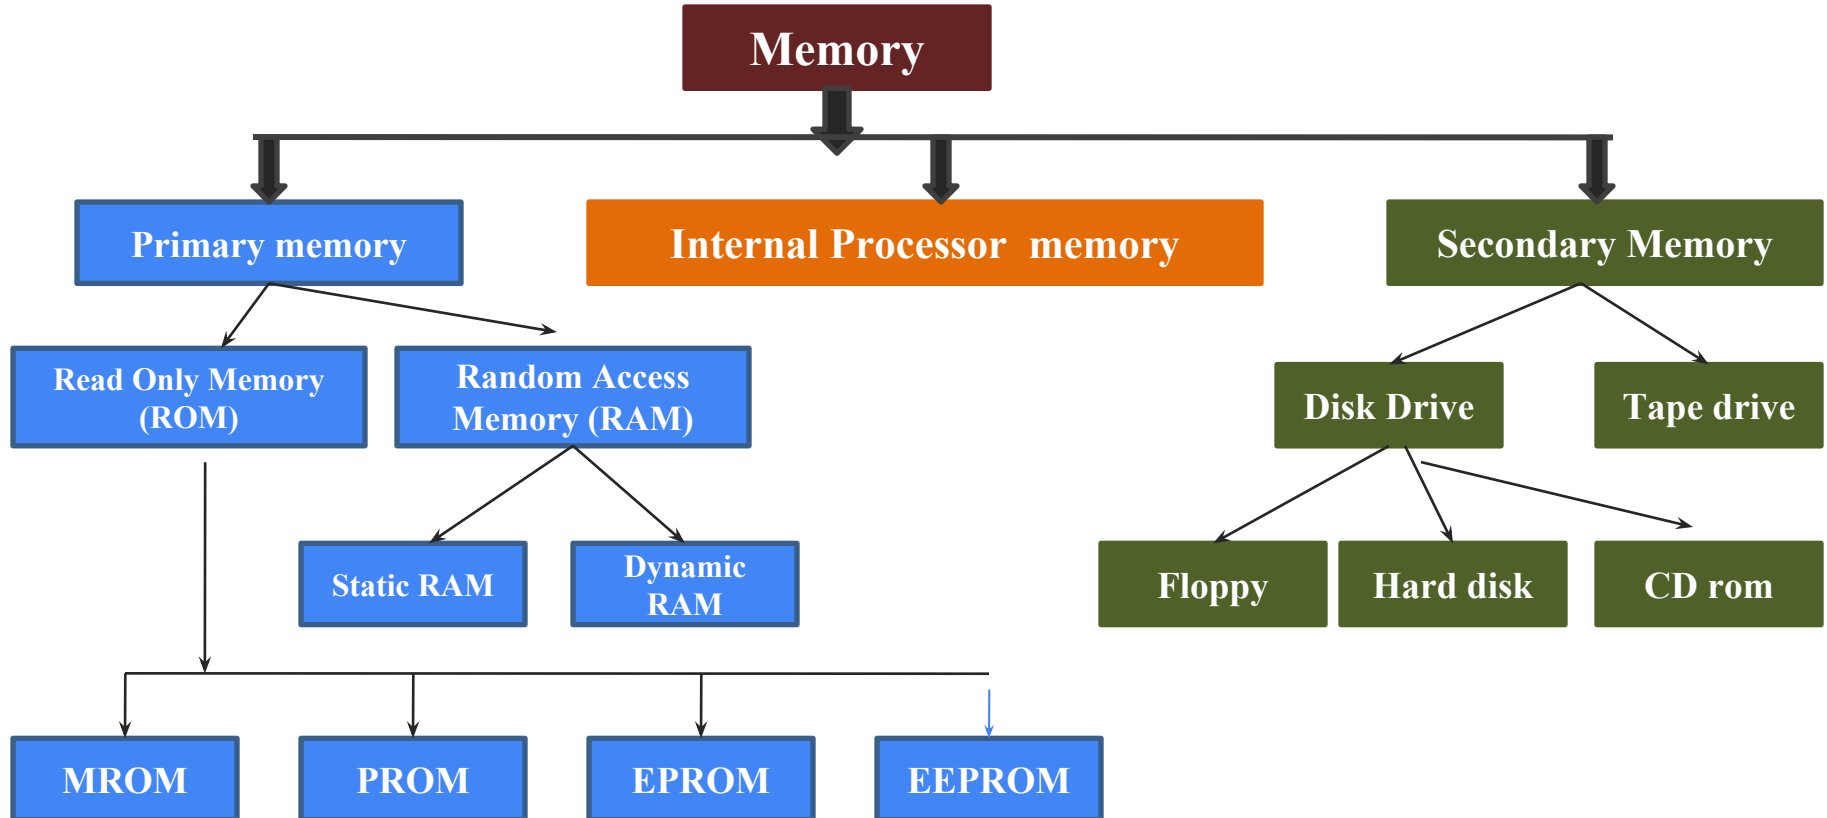 Memory
Primary memory
Internal Processor  memory
Secondary Memory
Read Only Memory
(ROM)
Random Access
Memory (RAM)
Disk Drive
Tape drive
Static RAM
Dynamic
RAM
Floppy
Hard disk
CD rom
MROM
PROM
EPROM
EEPROM